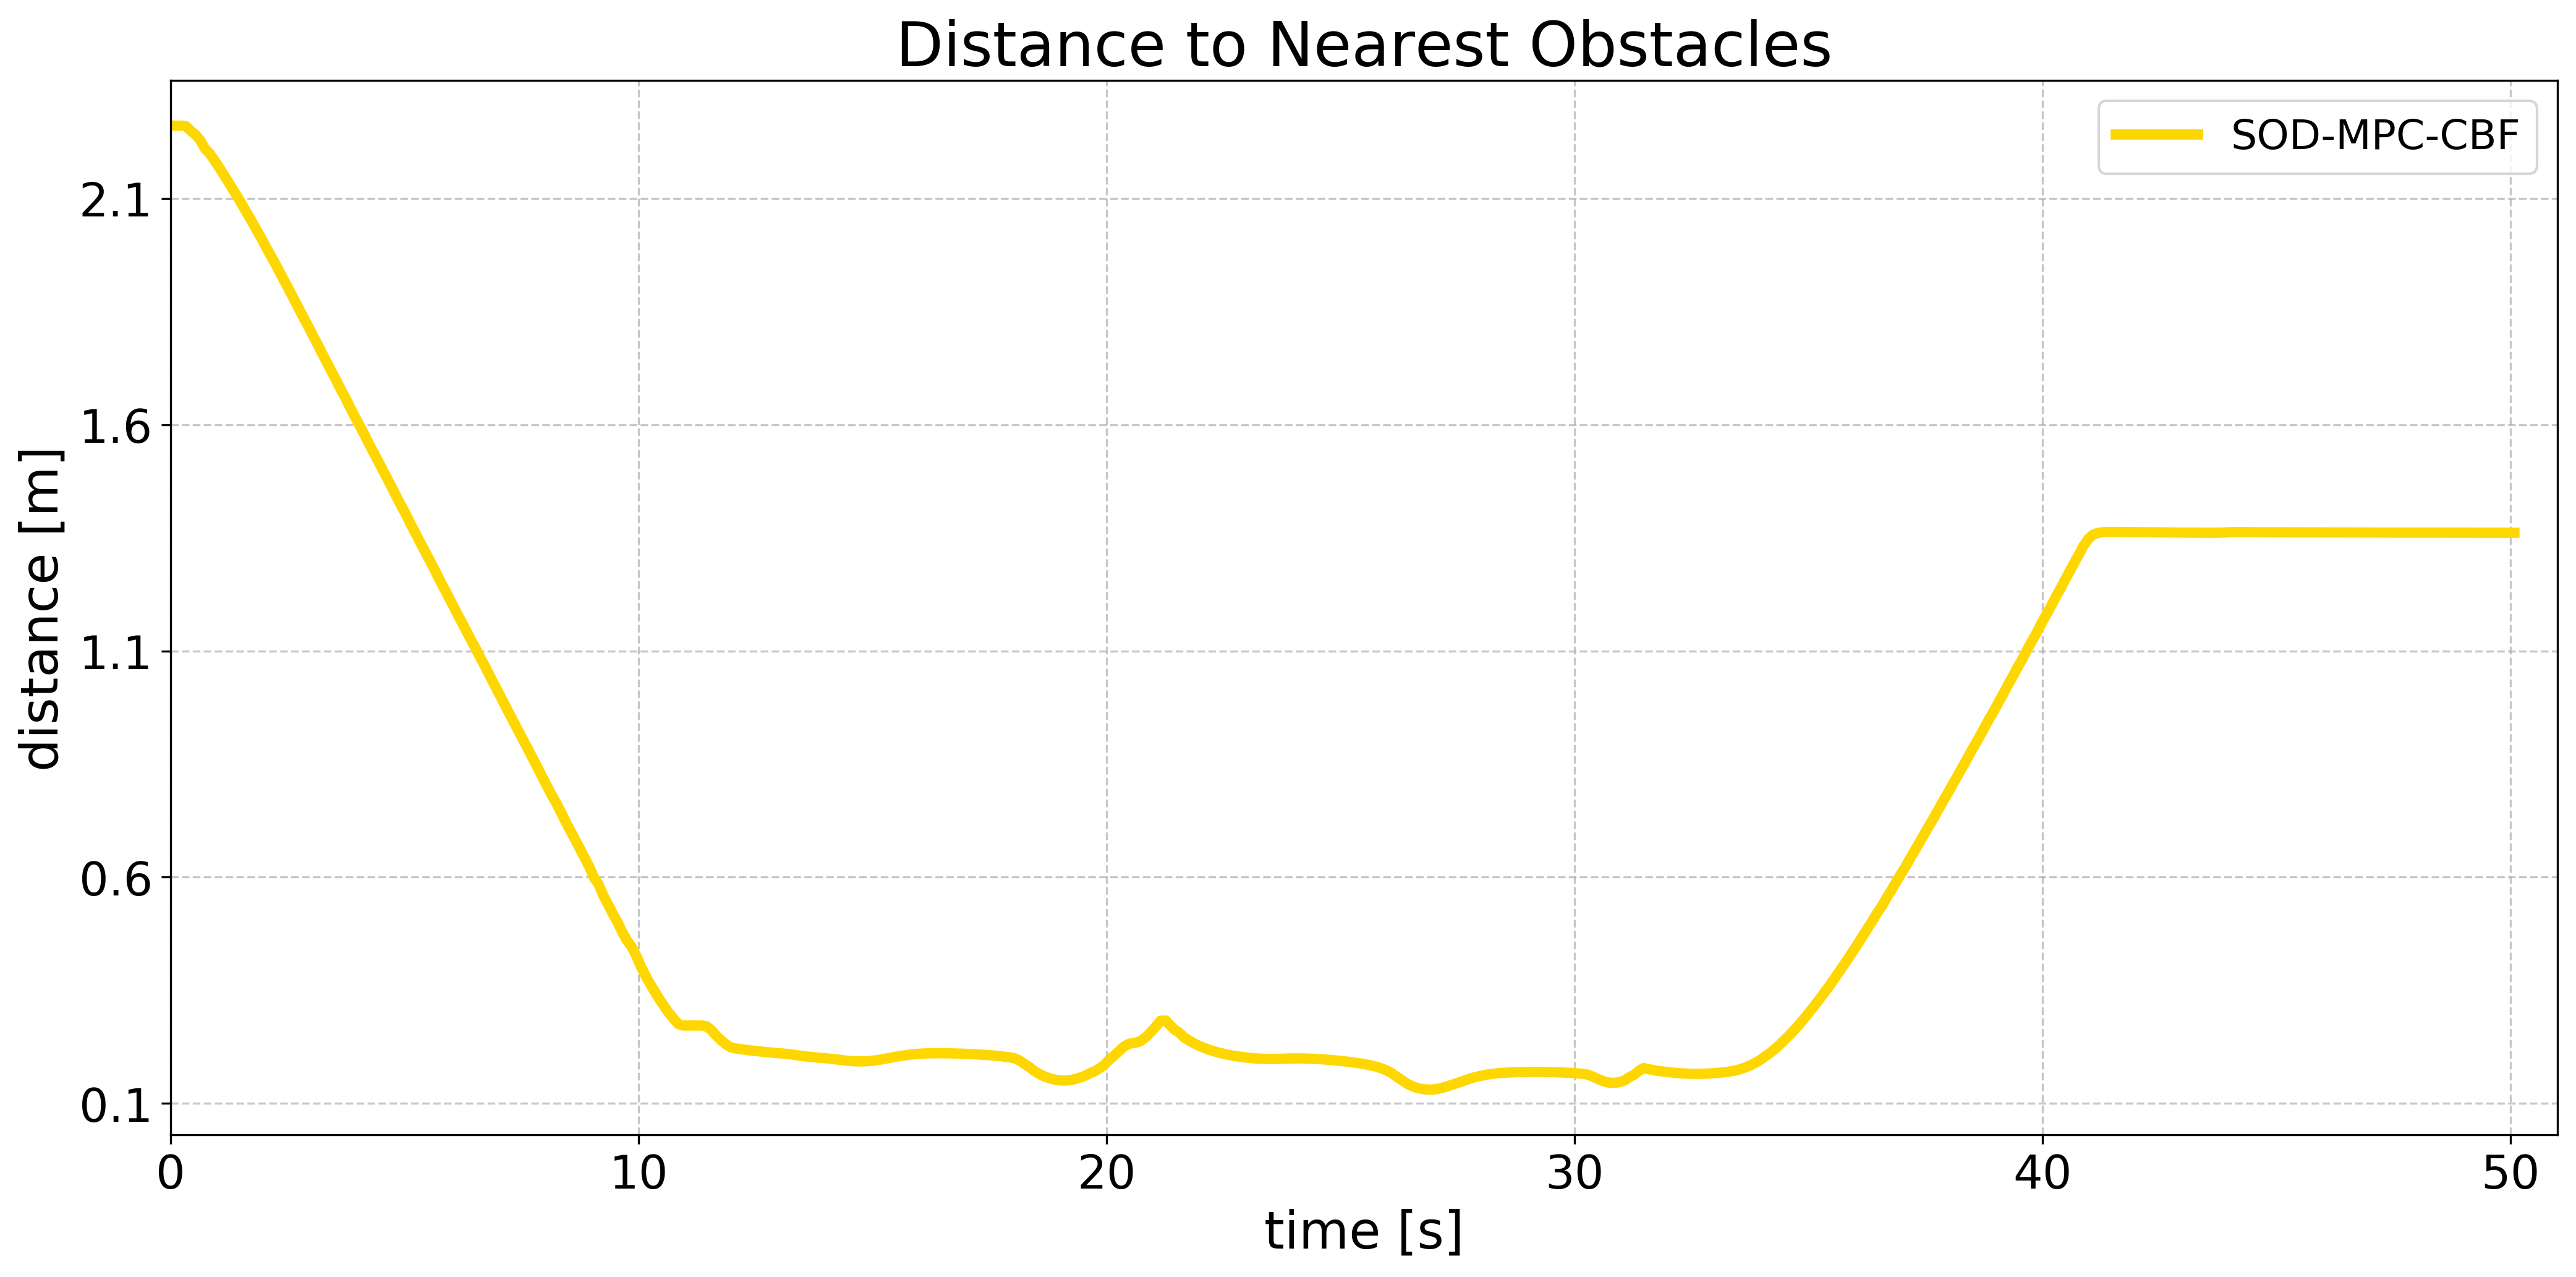 Distance to Nearest Obstacles
SOD-MPC-CBF
distance [m]
2.1
1.6
1.1
0.6
0.1
0 10 20 30 40 50
time [s]